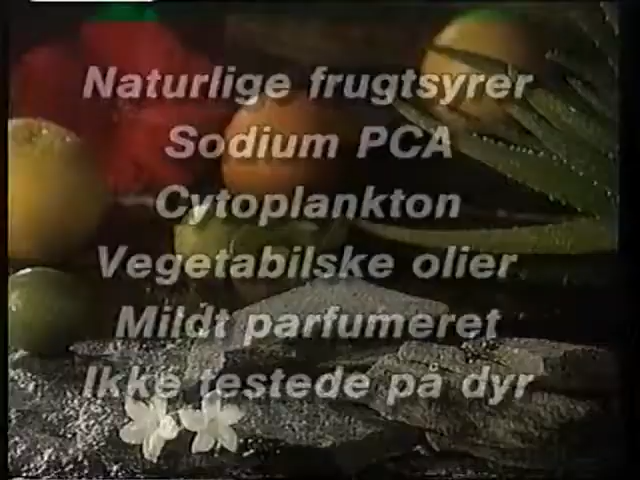 Naturlige frugtsyrer
Sodium PCA
Cytoplankton
Vegetabilske olier
Mildt parfumeret
Ikke testede på dyr